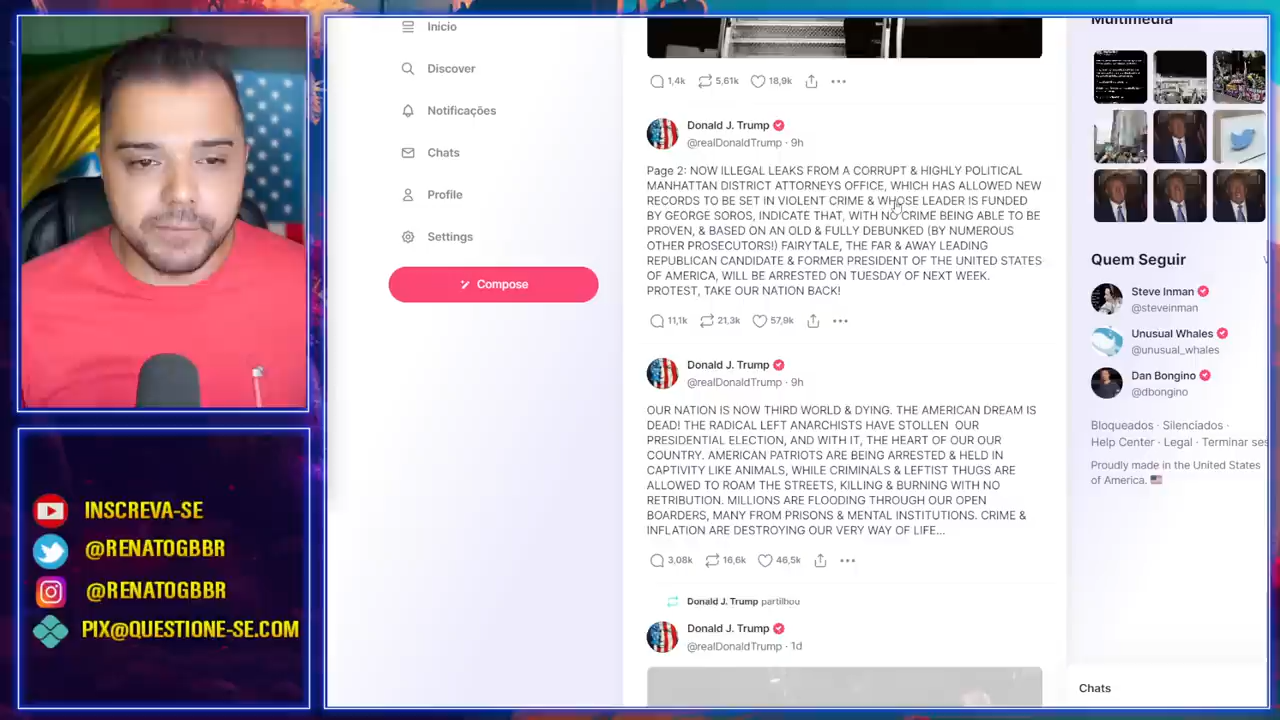 Inicio
Discover
Notificações
Chats
Profile
Settings
Compose
INSCREVA-SE
@RENATOGBBR
@RENATOGBBR
PIX@QUESTIONE-SE.COM
1,4k 5,61k 18,9k
Donald J. Trump
@realDonaldTrump · 9h
Page 2: NOW ILLEGAL LEAKS FROM A CORRUPT & HIGHLY POLITICAL
MANHATTAN DISTRICT ATTORNEYS OFFICE, WHICH HAS ALLOWED NEW
RECORDS TO BE SET IN VIOLENT CRIME & WHOSE LEADER IS FUNDED
BY GEORGE SOROS, INDICATE THAT, WITH NO CRIME BEING ABLE TO BE
PROVEN, & BASED ON AN OLD & FULLY DEBUNKED (BY NUMEROUS
OTHER PROSECUTORS!) FAIRYTALE, THE FAR & AWAY LEADING
REPUBLICAN CANDIDATE & FORMER PRESIDENT OF THE UNITED STATES
OF AMERICA, WILL BE ARRESTED ON TUESDAY OF NEXT WEEK.
PROTEST, TAKE OUR NATION BACK!
11,1k 21,3k 57,9k
Donald J. Trump
@realDonaldTrump · 9h
OUR NATION IS NOW THIRD WORLD & DYING. THE AMERICAN DREAM IS
DEAD! THE RADICAL LEFT ANARCHISTS HAVE STOLLEN OUR
PRESIDENTIAL ELECTION, AND WITH IT, THE HEART OF OUR OUR
COUNTRY. AMERICAN PATRIOTS ARE BEING ARRESTED & HELD IN
CAPTIVITY LIKE ANIMALS, WHILE CRIMINALS & LEFTIST THUGS ARE
ALLOWED TO ROAM THE STREETS, KILLING & BURNING WITH NO
RETRIBUTION. MILLIONS ARE FLOODING THROUGH OUR OPEN
BOARDERS, MANY FROM PRISONS & MENTAL INSTITUTIONS. CRIME &
INFLATION ARE DESTROYING OUR VERY WAY OF LIFE...
3,08k 16,6k 46,5k
Donald J. Trump partilhou
Donald J. Trump
@realDonaldTrump · 1d
Multimedia
Quem Seguir
Steve Inman
@steveinman
Unusual Whales
@unusual_whales
Dan Bongino
@dbongino
Bloqueados · Silenciados ·
Help Center · Legal · Terminar ses
Proudly made in the United States
of America.
Chats